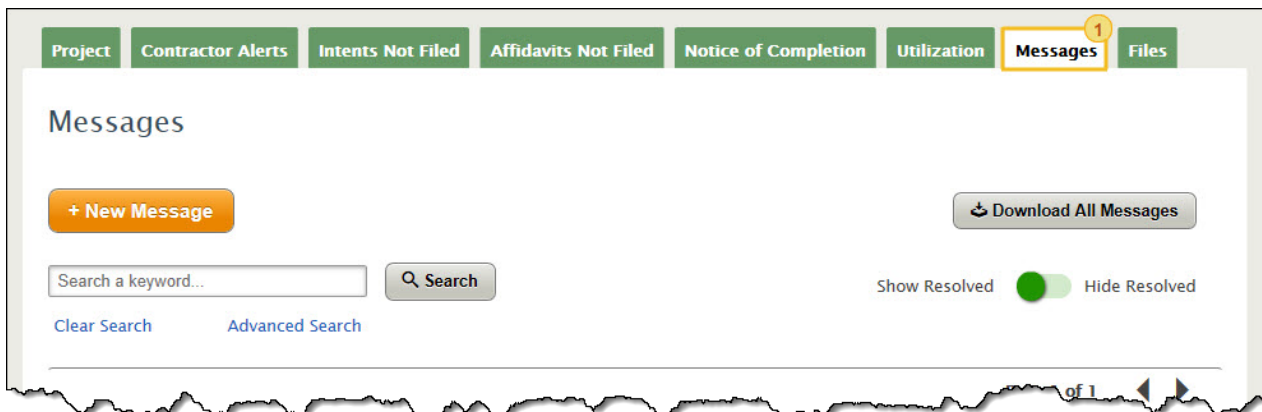 1
Project Contractor Alerts Intents Not Filed Affidavits Not Filed Notice of Completion Utilization Messages Files
Messages
+ New Message Download All Messages
Search a keyword... Search Show Resolved Hide Resolved
Clear Search Advanced Search
of 1